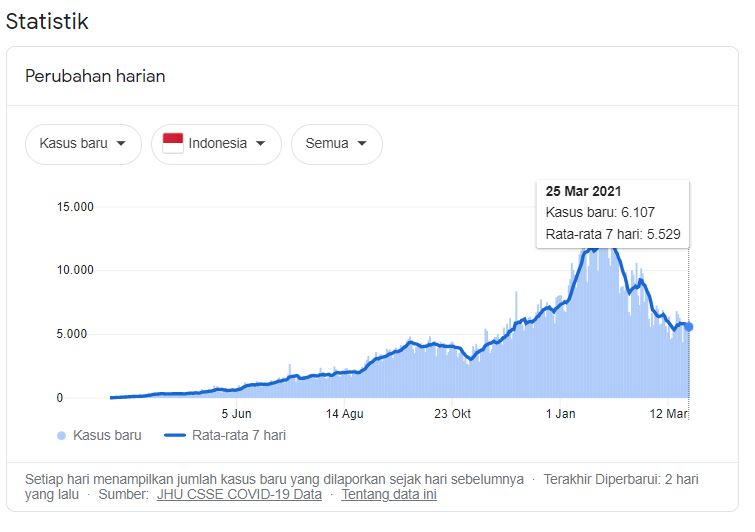 Statistik
Perubahan harian
Kasus baru
Indonesia
Semua
25 Mar 2021
Kasus baru: 6.107
Rata-rata 7 hari: 5.529
15.000
10.000
5.000
0
5 Jun
14 Agu
23 Okt
1 Jan
12 Mar
Kasus baru
Rata-rata 7 hari
Setiap hari menampilkan jumlah kasus baru yang dilaporkan sejak hari sebelumnya · Terakhir Diperbarui: 2 hari
yang lalu · Sumber: JHU CSSE COVID-19 Data · Tentang data ini